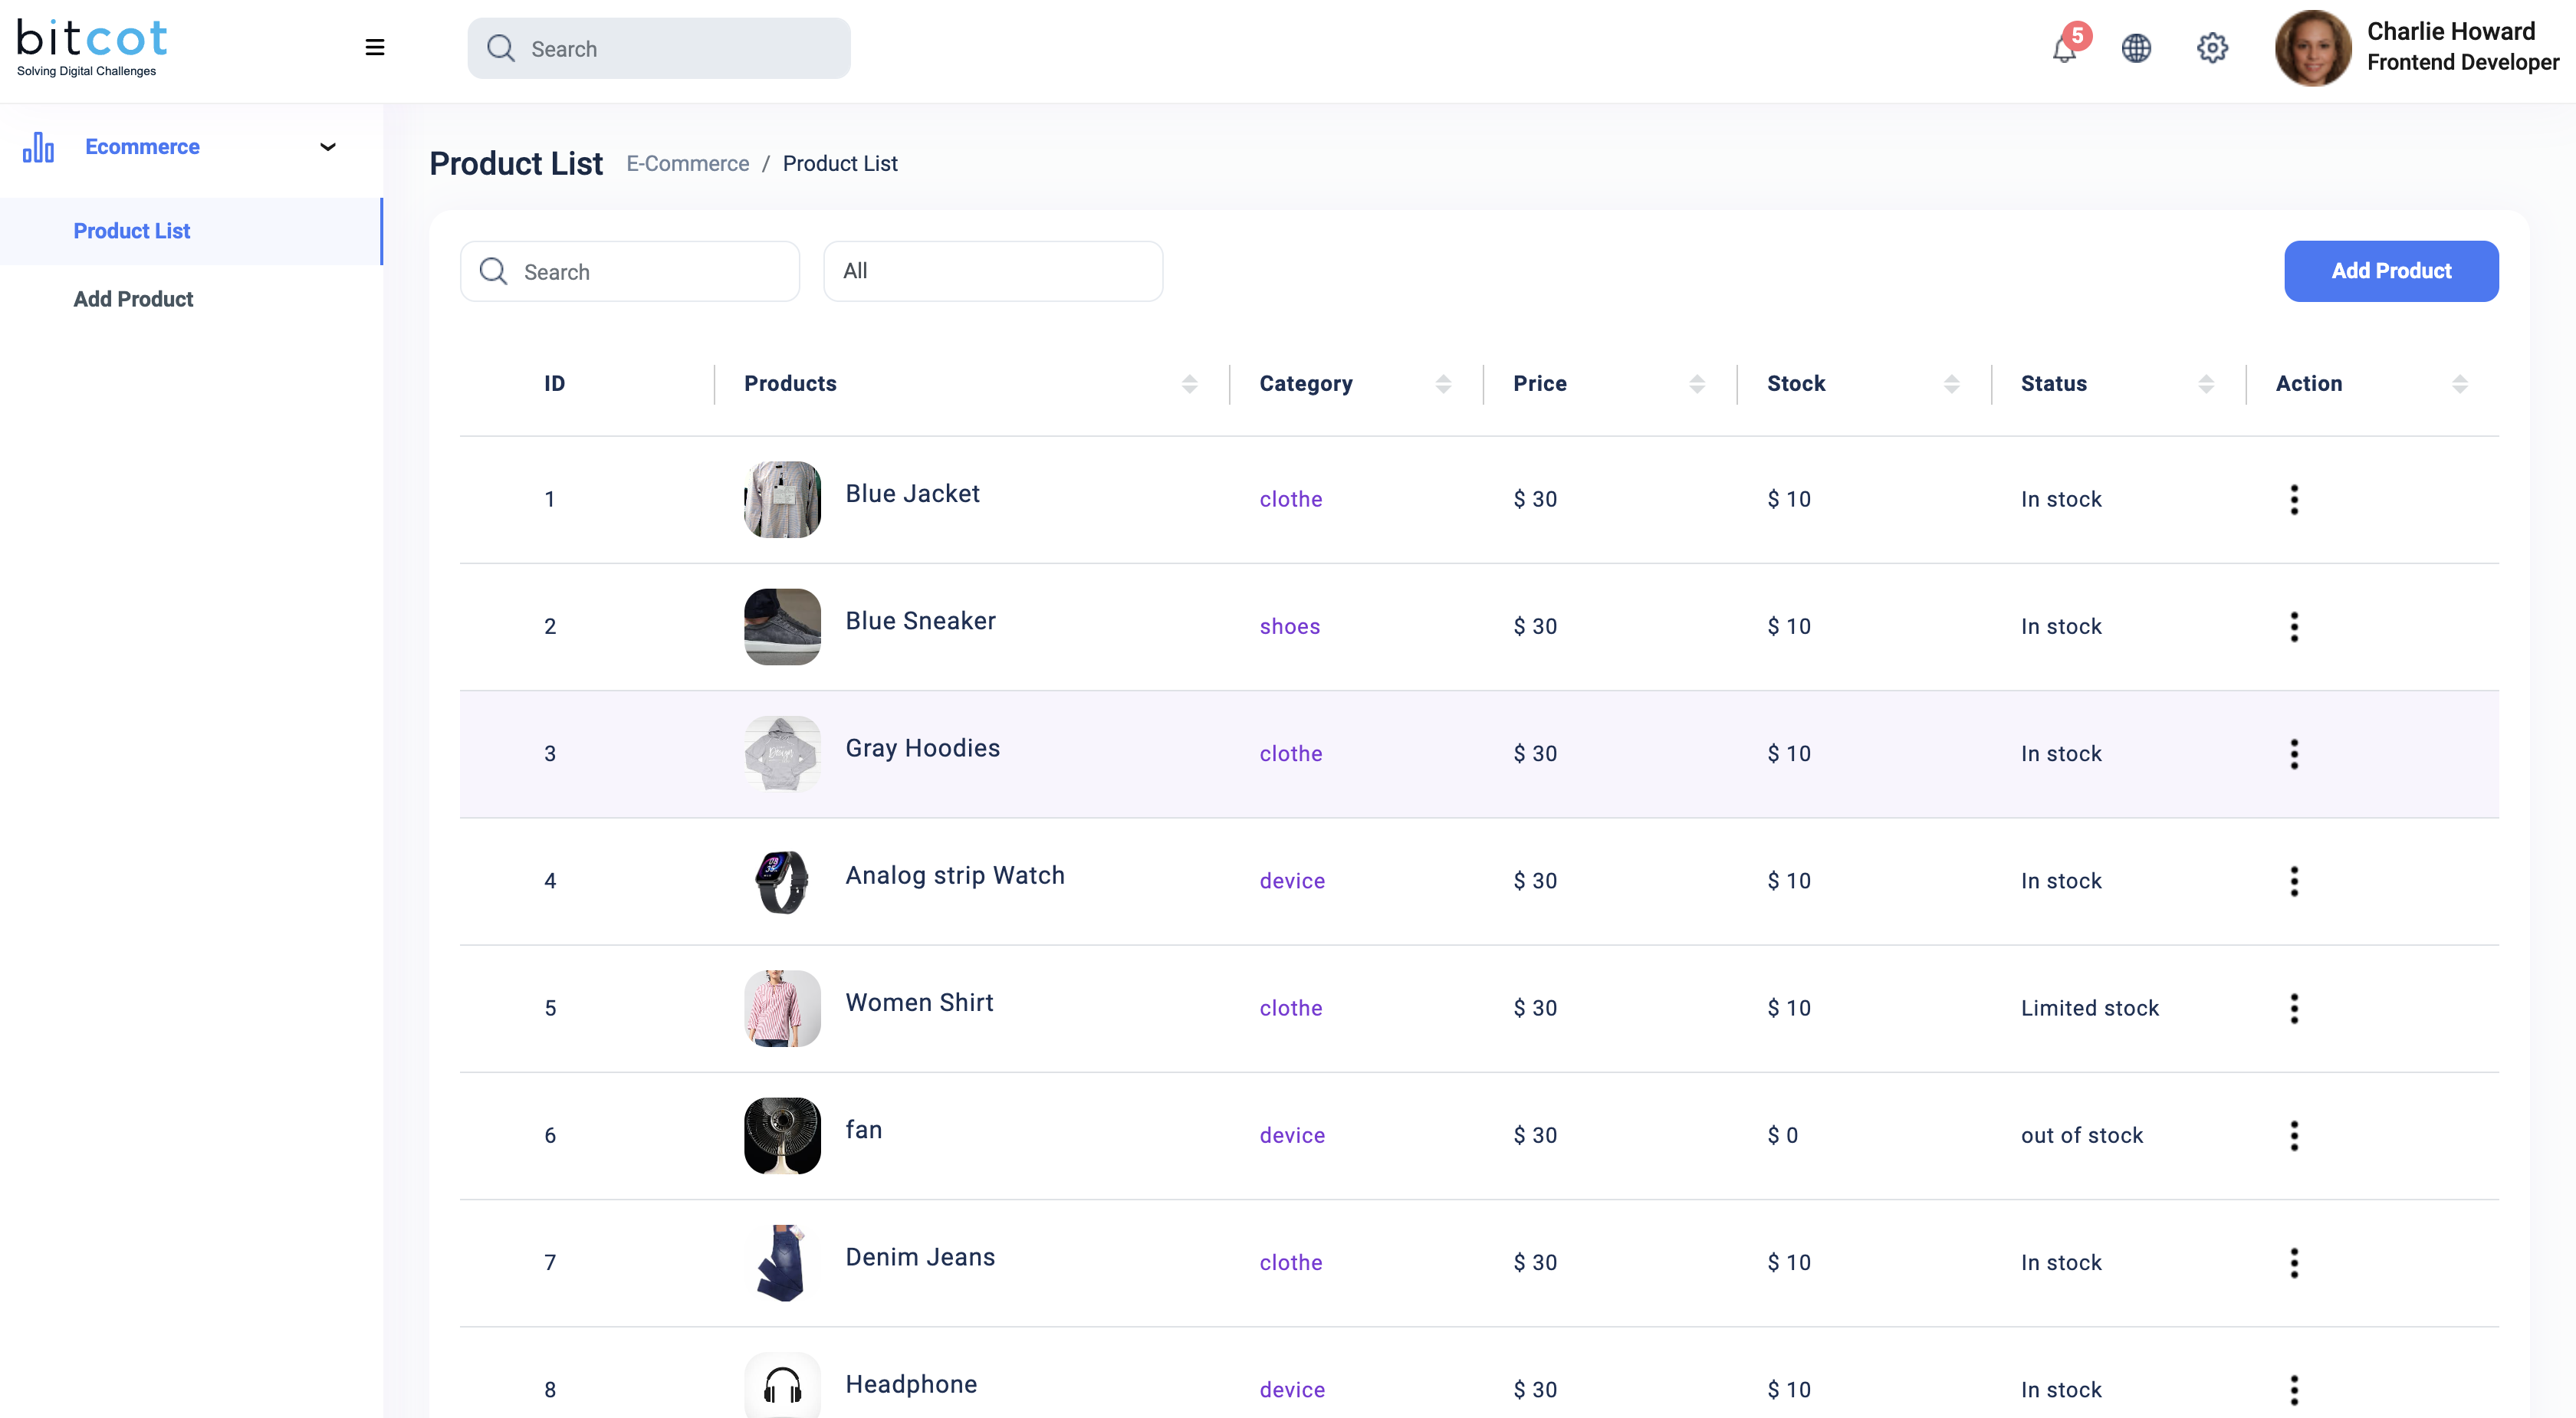 bitcot
Solving Digital Challenges
Search
5
Charlie Howard
Frontend Developer
Ecommerce
Product List
Add Product
Product List E-Commerce / Product List
Search
All
Add Product
ID Products Category Price Stock Status Action
1 Blue Jacket clothe $ 30 $ 10 In stock
2 Blue Sneaker shoes $ 30 $ 10 In stock
3 Gray Hoodies clothe $ 30 $ 10 In stock
4 Analog strip Watch device $ 30 $ 10 In stock
5 Women Shirt clothe $ 30 $ 10 Limited stock
6 fan device $ 30 $ 0 out of stock
7 Denim Jeans clothe $ 30 $ 10 In stock
8 Headphone device $ 30 $ 10 In stock